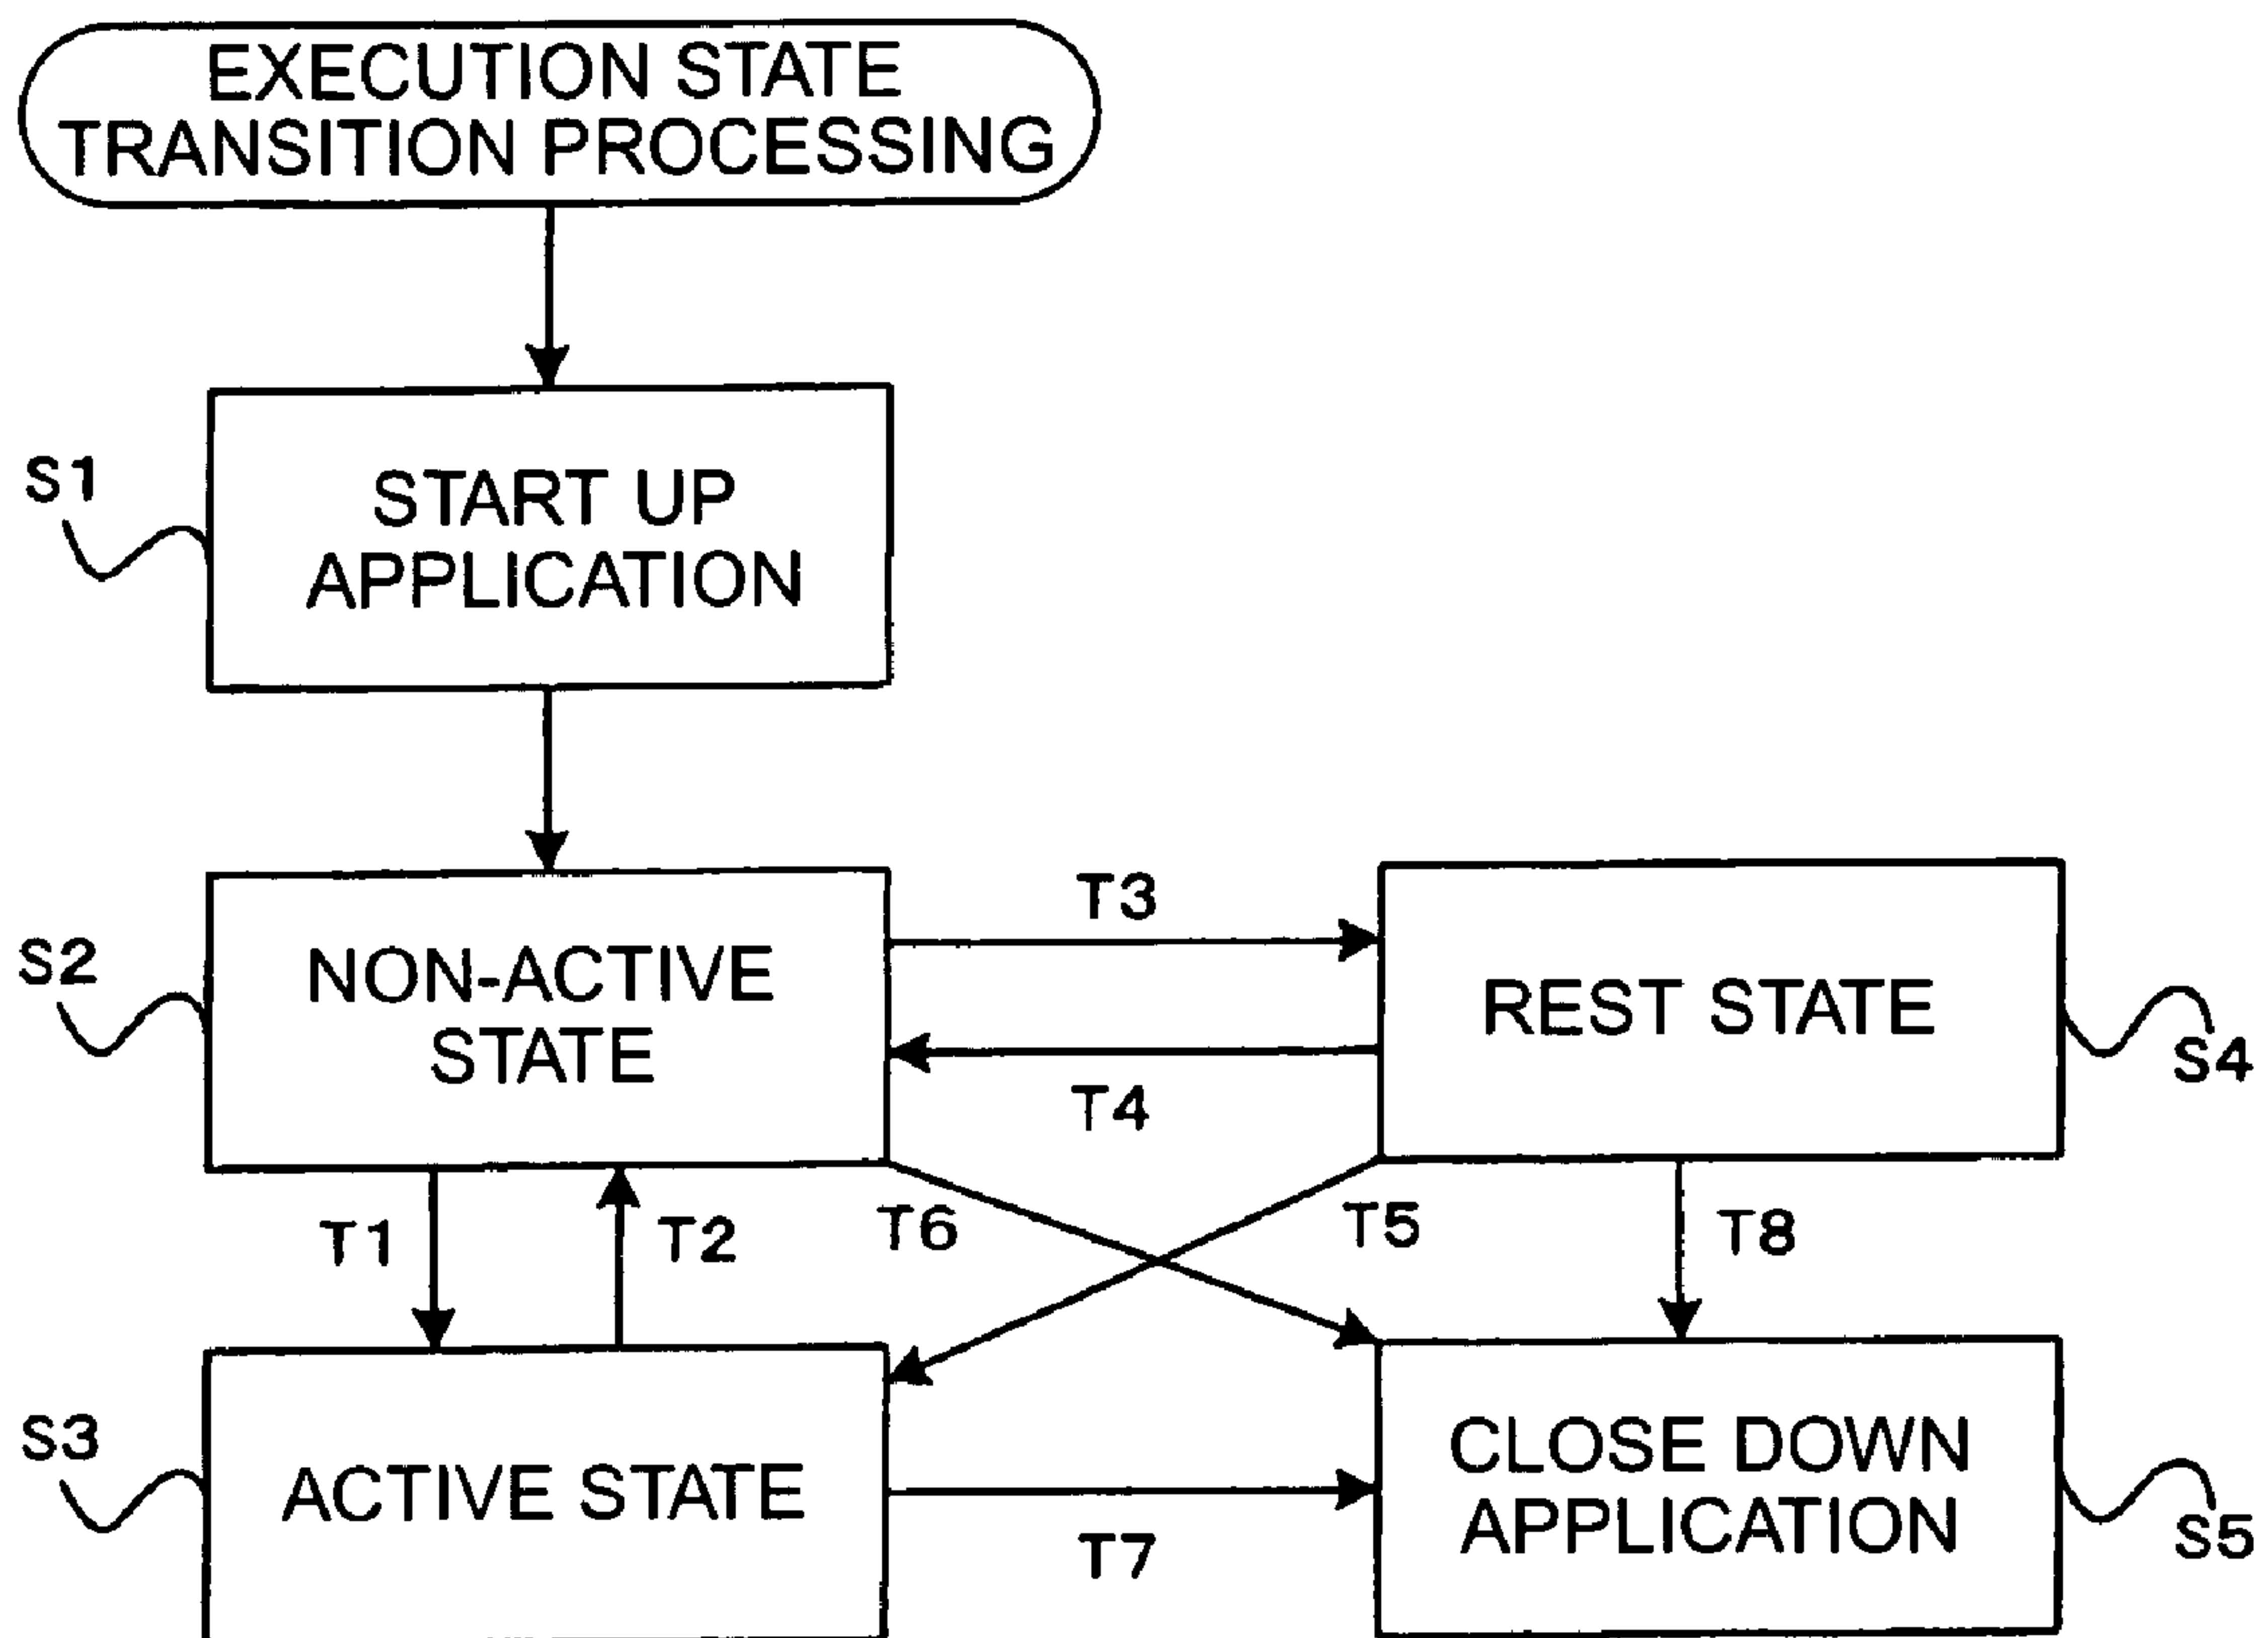 EXECUTION STATE
TRANSITION PROCESSING
S1
START UP
APPLICATION
S2
NON-ACTIVE
STATE
T3
T4
REST STATE
S4
T1
T2
T6
T5
T8
S3
ACTIVE STATE
T7
CLOSE DOWN
APPLICATION
S5